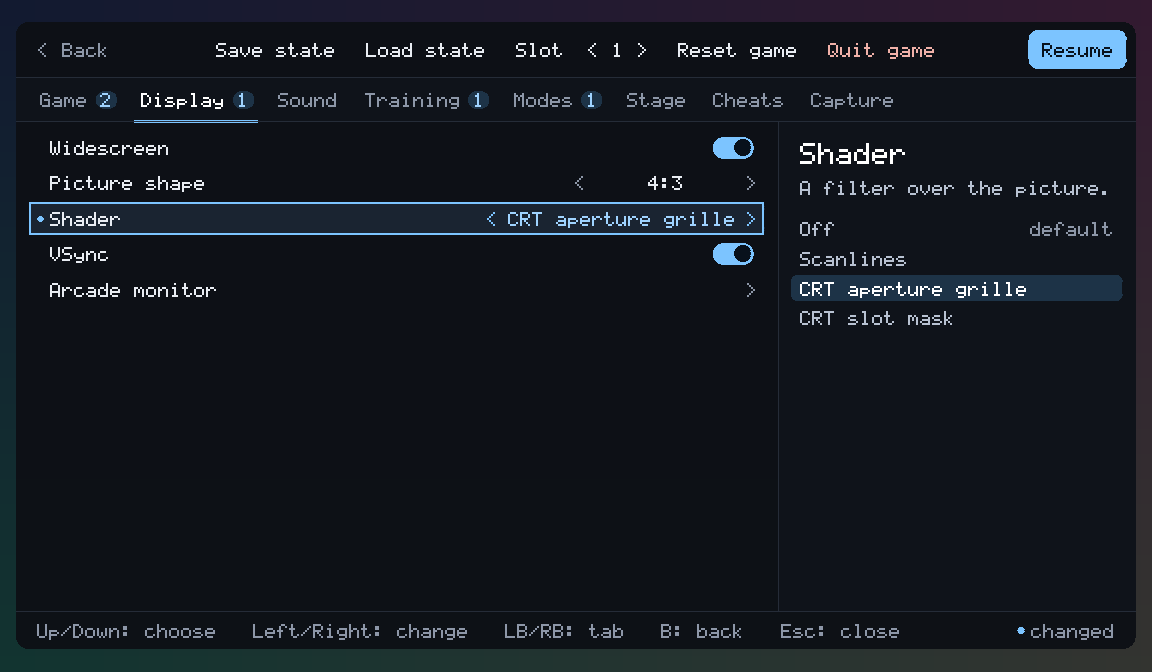 < Back Save state Load state Slot < 1 > Reset game Quit game Resume
Game 2 Display 1 Sound Training 1 Modes 1 Stage Cheats Capture
Widescreen
Picture shape < 4:3 >
• Shader < CRT aperture grille >
VSync
Arcade monitor >
Shader
A filter over the picture.
Off default
Scanlines
CRT aperture grille
CRT slot mask
Up/Down: choose Left/Right: change LB/RB: tab B: back Esc: close • changed